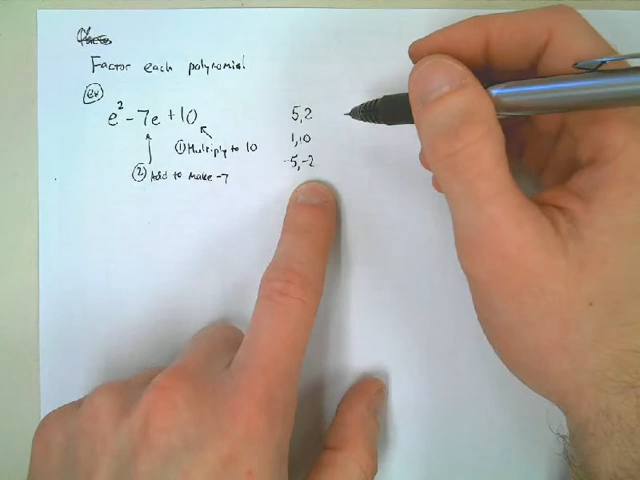 Factor each polynomial
ex
e² - 7e + 10
① Multiply to 10
② Add to make -7
5,2
1,10
-5,-2